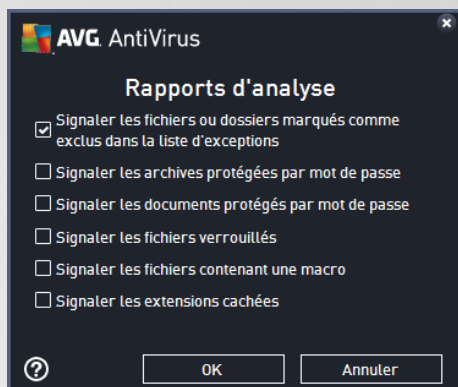 AVG. AntiVirus
Rapports d'analyse
Signaler les fichiers ou dossiers marqués comme
exclus dans la liste d'exceptions
Signaler les archives protégées par mot de passe
Signaler les documents protégés par mot de passe
Signaler les fichiers verrouillés
Signaler les fichiers contenant une macro
Signaler les extensions cachées
? OK Annuler